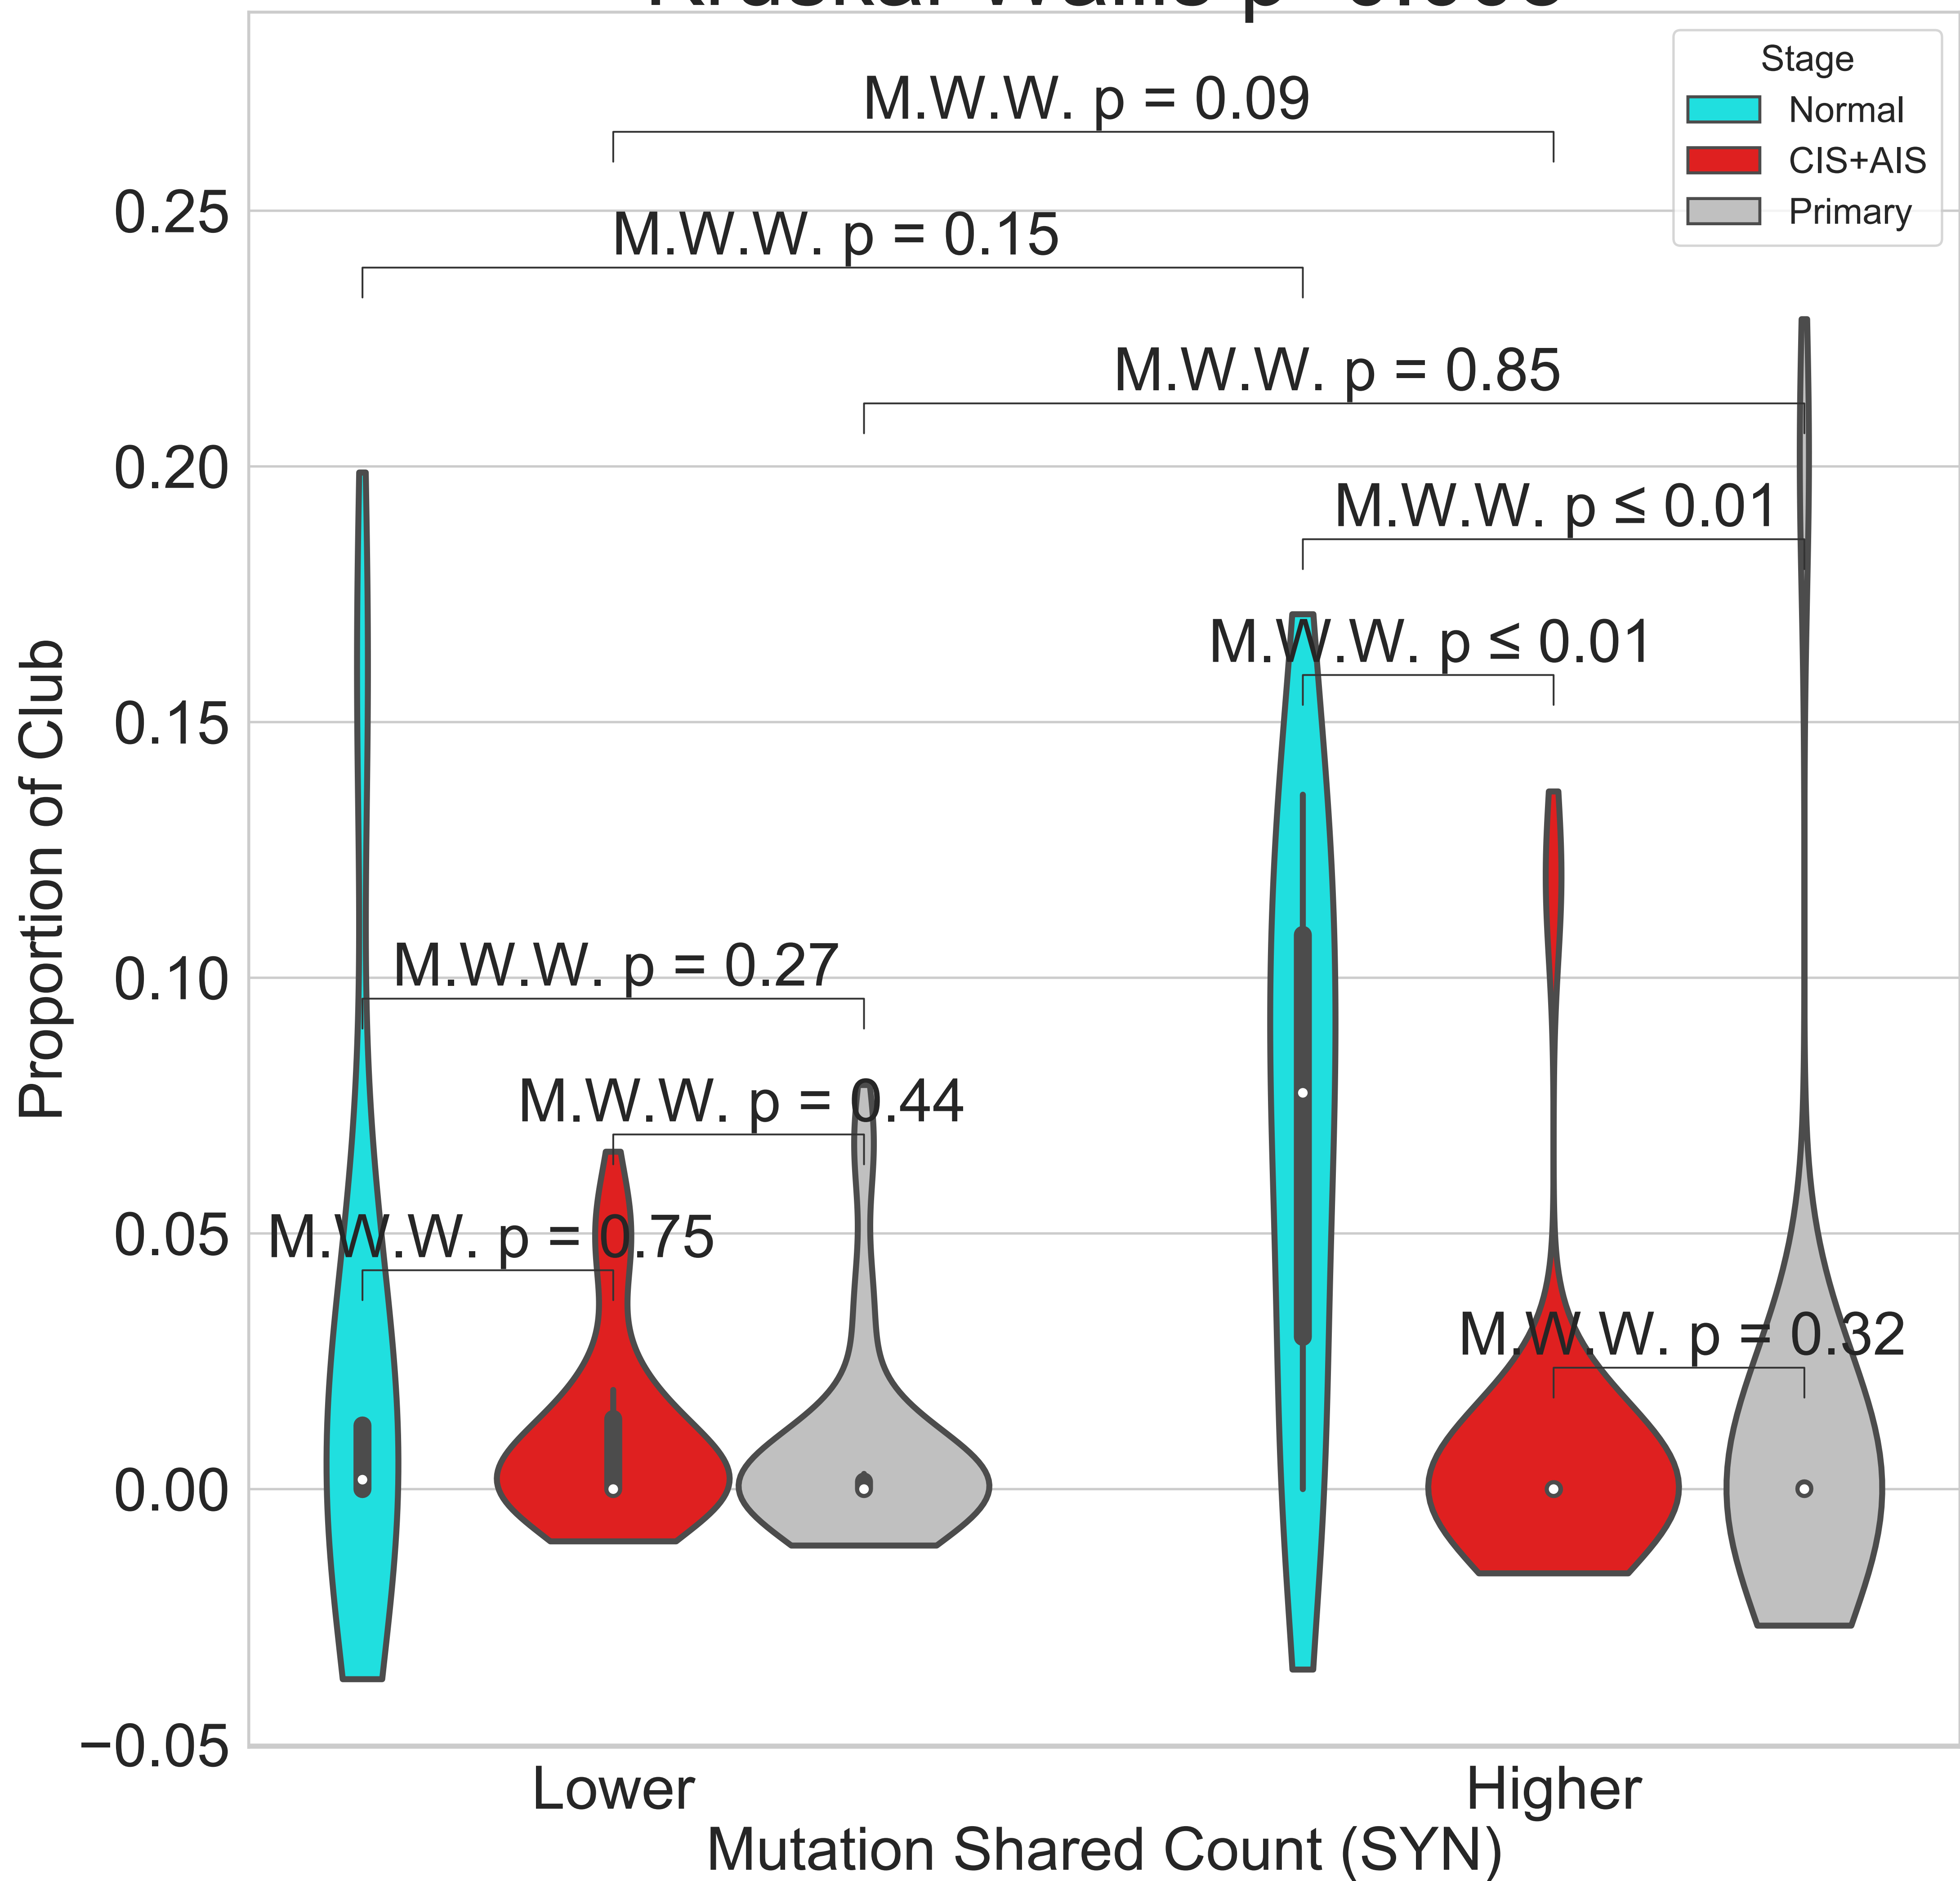 Stage
Normal
CIS+AIS
Primary
M.W.W. p = 0.09
0.25
M.W.W. p = 0.15
M.W.W. p = 0.85
0.20
M.W.W. p ≤ 0.01
M.W.W. p ≤ 0.01
0.15
M.W.W. p = 0.27
0.10
M.W.W. p = 0.44
M.W.W. p = 0.75
0.05
M.W.W. p = 0.32
0.00
−0.05
Proportion of Club
Lower
Higher
Mutation Shared Count (SYN)